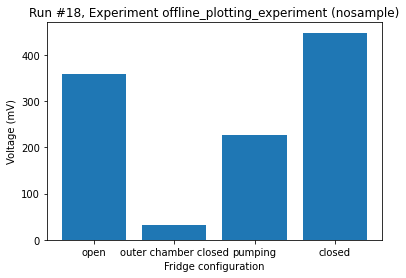 Run #18, Experiment offline_plotting_experiment (nosample)
400
300
200
100
0
Voltage (mV)
open outer chamber closed pumping closed
Fridge configuration